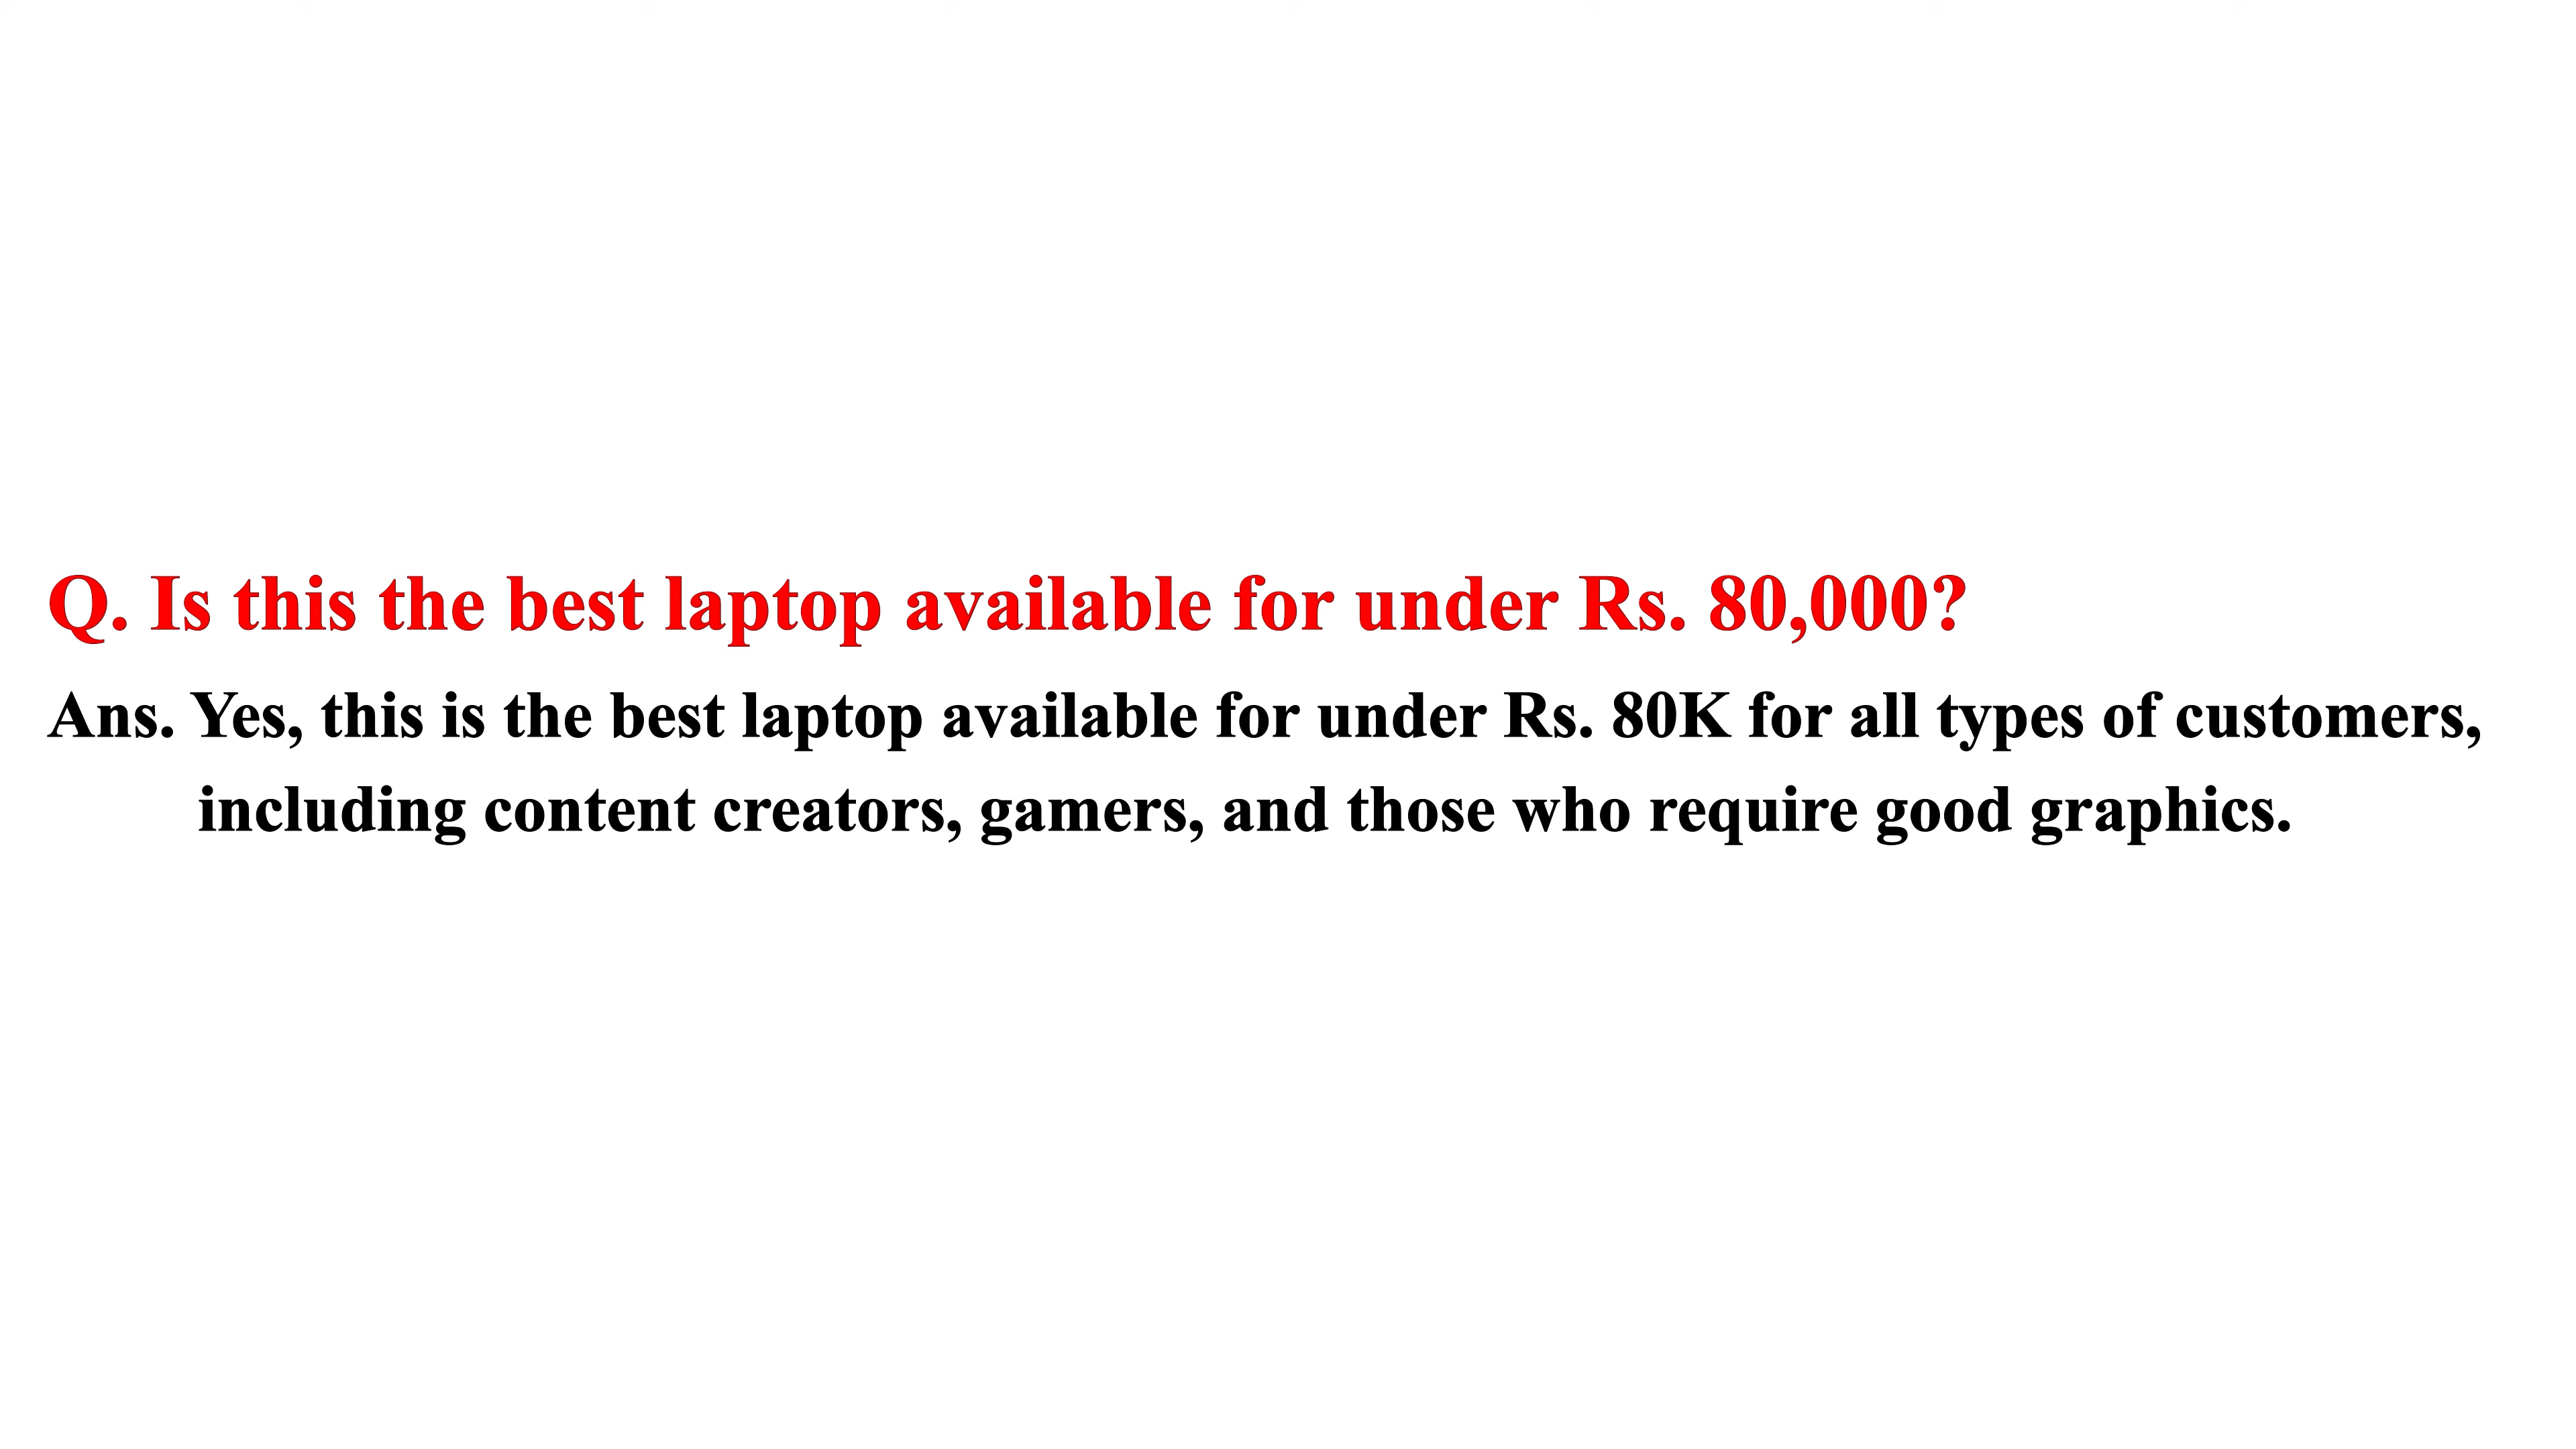 Q. Is this the best laptop available for under Rs. 80,000?
Ans. Yes, this is the best laptop available for under Rs. 80K for all types of customers,
including content creators, gamers, and those who require good graphics.